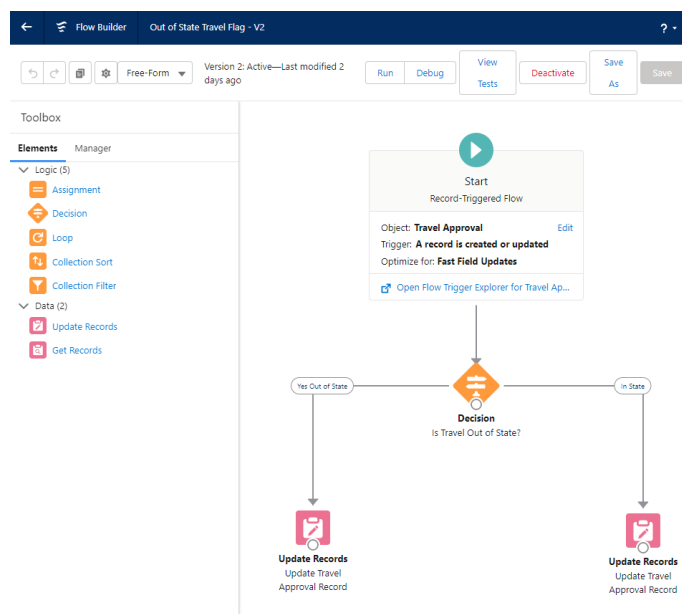 Flow Builder
Out of State Travel Flag - V2
?
Free-Form
Version 2: Active—Last modified 2
days ago
Run
Debug
View
Tests
Deactivate
Save
As
Save
Toolbox
Elements
Manager
Logic (5)
Assignment
Decision
Loop
Collection Sort
Collection Filter
Data (2)
Update Records
Get Records
Start
Record-Triggered Flow
Object: Travel Approval
Edit
Trigger: A record is created or updated
Optimize for: Fast Field Updates
Open Flow Trigger Explorer for Travel Ap...
Yes Out of State
In State
Decision
Is Travel Out of State?
Update Records
Update Travel
Approval Record
Update Records
Update Travel
Approval Record